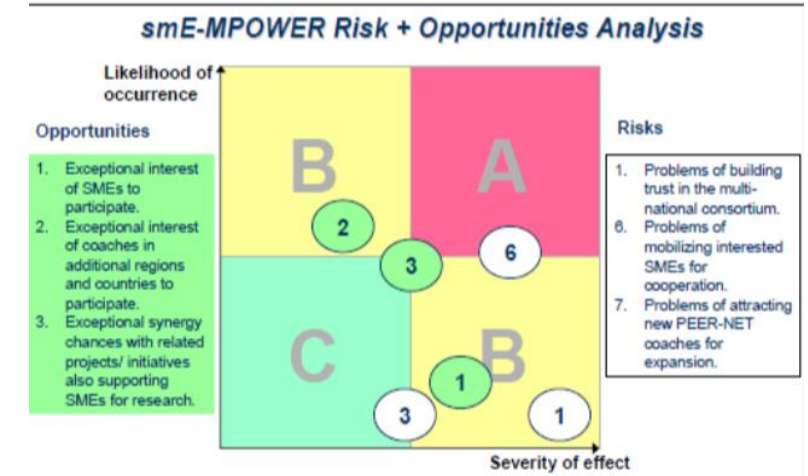 smE-MPOWER Risk + Opportunities Analysis
Likelihood of
occurrence
Opportunities
1. Exceptional interest
of SMEs to
participate.
2. Exceptional interest
of coaches in
additional regions
and countries to
participate.
3. Exceptional synergy
chances with related
projects/ initiatives
also supporting
SMEs for research.
B
A
2
3
6
C
B
1
3
1
Severity of effect
Risks
1. Problems of building
trust in the multi-
national consortium.
6. Problems of
mobilizing interested
SMEs for
cooperation.
7. Problems of attracting
new PEER-NET
coaches for
expansion.